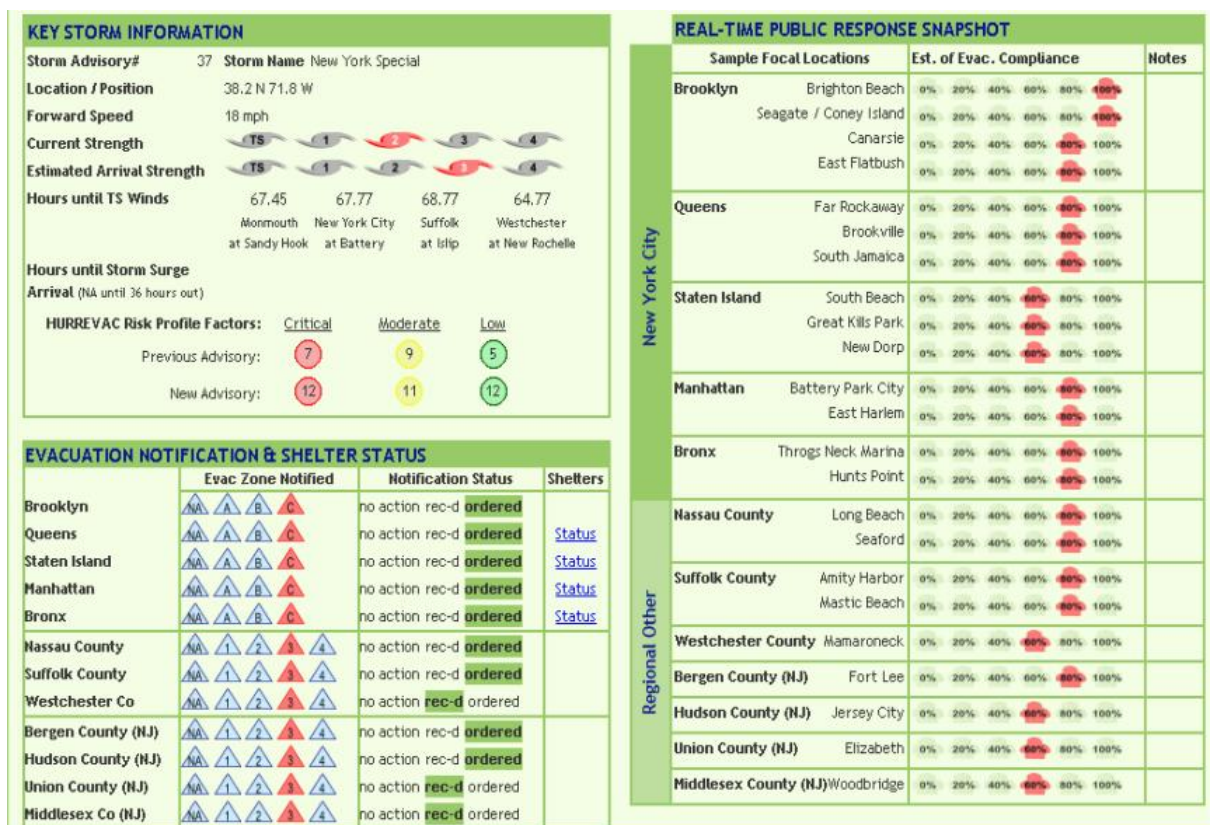 KEY STORM INFORMATION
Storm Advisory# 37 Storm Name New York Special
Location / Position 38.2 N 71.8 W
Forward Speed 18 mph
Current Strength TS 1 2 3 4
Estimated Arrival Strength TS 1 2 3 4
Hours until TS Winds 67.45 67.77 68.77 64.77
Monmouth New York City Suffolk Westchester
at Sandy Hook at Battery at Islip at New Rochelle
Hours until Storm Surge
Arrival (NA until 36 hours out)
HURREVAC Risk Profile Factors: Critical Moderate Low
Previous Advisory: 7 9 5
New Advisory: 12 11 12
EVACUATION NOTIFICATION & SHELTER STATUS
Evac Zone Notified Notification Status Shelters
Brooklyn NA A B C no action rec-d ordered
Queens NA A B C no action rec-d ordered Status
Staten Island NA A B C no action rec-d ordered Status
Manhattan NA A B C no action rec-d ordered Status
Bronx NA A B C no action rec-d ordered Status
Nassau County NA 1 2 3 4 no action rec-d ordered
Suffolk County NA 1 2 3 4 no action rec-d ordered
Westchester Co NA 1 2 3 4 no action rec-d ordered
Bergen County (NJ) NA 1 2 3 4 no action rec-d ordered
Hudson County (NJ) NA 1 2 3 4 no action rec-d ordered
Union County (NJ) NA 1 2 3 4 no action rec-d ordered
Middlesex Co (NJ) NA 1 2 3 4 no action rec-d ordered
REAL-TIME PUBLIC RESPONSE SNAPSHOT
Sample Focal Locations Est. of Evac. Compliance Notes
New York City
Brooklyn Brighton Beach 0% 20% 40% 60% 80% 100%
Seagate / Coney Island 0% 20% 40% 60% 80% 100%
Canarsie 0% 20% 40% 60% 80% 100%
East Flatbush 0% 20% 40% 60% 80% 100%
Queens Far Rockaway 0% 20% 40% 60% 80% 100%
Brookville 0% 20% 40% 60% 80% 100%
South Jamaica 0% 20% 40% 60% 80% 100%
Staten Island South Beach 0% 20% 40% 60% 80% 100%
Great Kills Park 0% 20% 40% 60% 80% 100%
New Dorp 0% 20% 40% 60% 80% 100%
Manhattan Battery Park City 0% 20% 40% 60% 80% 100%
East Harlem 0% 20% 40% 60% 80% 100%
Bronx Throgs Neck Marina 0% 20% 40% 60% 80% 100%
Hunts Point 0% 20% 40% 60% 80% 100%
Regional Other
Nassau County Long Beach 0% 20% 40% 60% 80% 100%
Seaford 0% 20% 40% 60% 80% 100%
Suffolk County Amity Harbor 0% 20% 40% 60% 80% 100%
Mastic Beach 0% 20% 40% 60% 80% 100%
Westchester County Mamaroneck 0% 20% 40% 60% 80% 100%
Bergen County (NJ) Fort Lee 0% 20% 40% 60% 80% 100%
Hudson County (NJ) Jersey City 0% 20% 40% 60% 80% 100%
Union County (NJ) Elizabeth 0% 20% 40% 60% 80% 100%
Middlesex County (NJ)Woodbridge 0% 20% 40% 60% 80% 100%